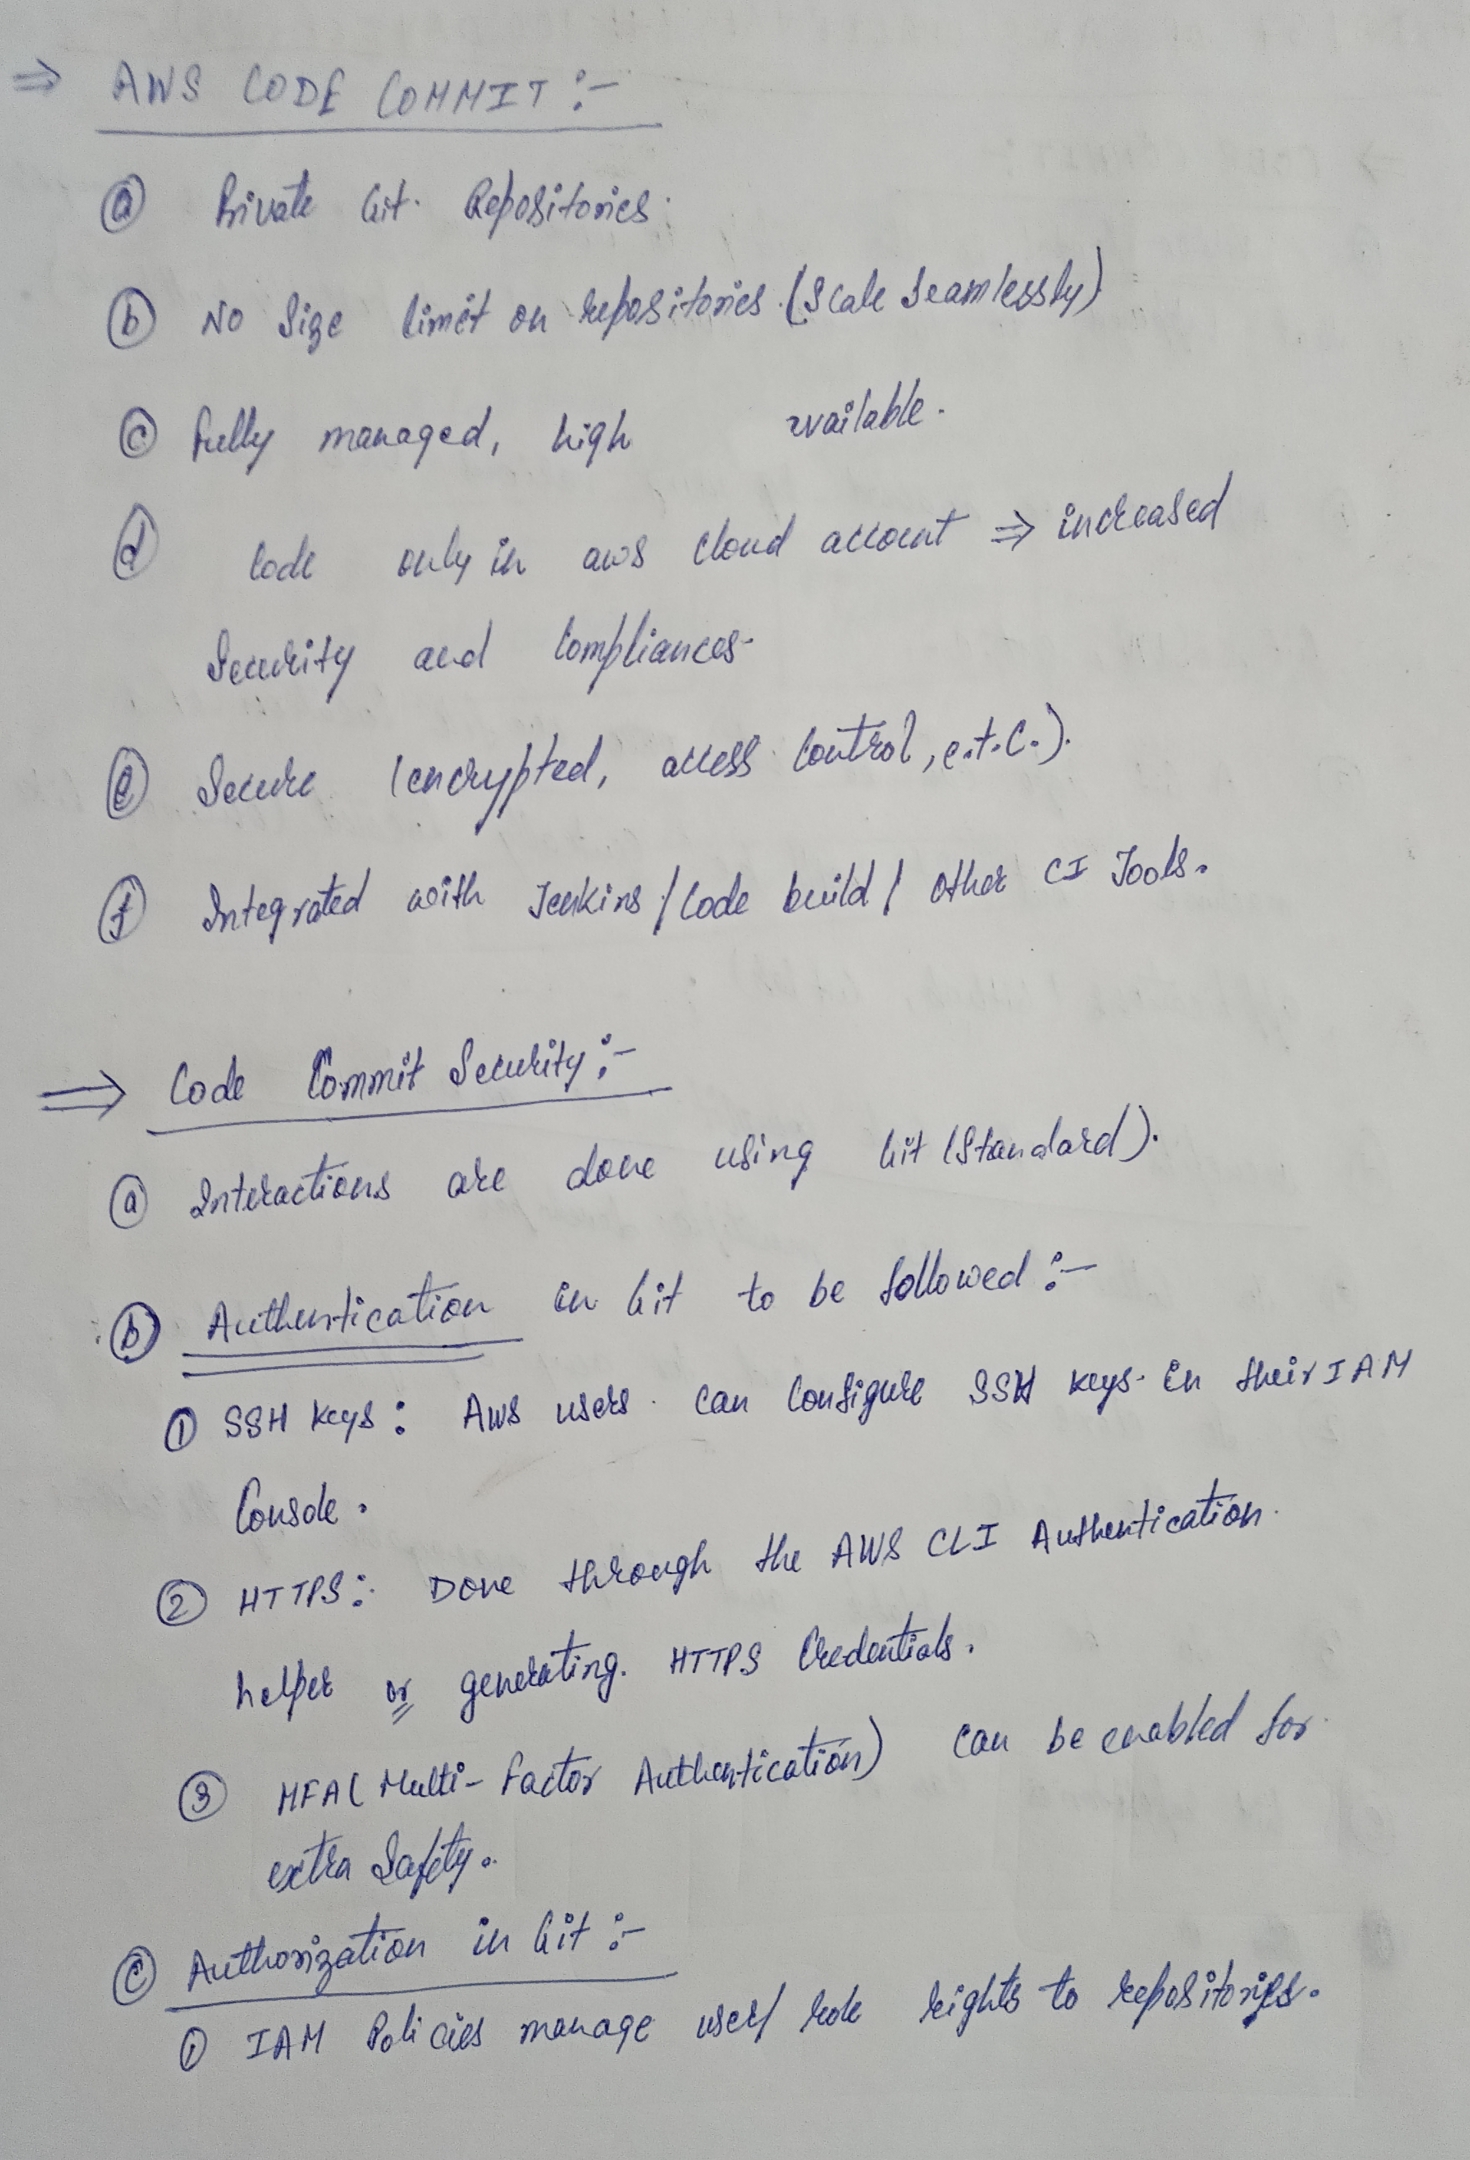 ⇒ AWS CODE COMMIT :-
ⓐ Private Git. Repositories.
ⓑ No Size limit on repositories. (Scale Seamlessly)
ⓒ fully managed, high available.
ⓓ Code only in aws cloud account ⇒ increased
Security and Compliances.
ⓔ Secure (encrypted, access control, e.t.c.).
ⓕ Integrated with Jenkins / Code build / other CI Tools.
⇒ Code Commit Security :-
ⓐ Interactions are done using Git (Standard).
ⓑ Authentication in Git to be followed :-
① SSH Keys : AWS users can Configure SSH keys in their IAM
Console.
② HTTPS :- Done through the AWS CLI Authentication
helper or generating HTTPS Credentials.
③ MFA (Multi-Factor Authentication) can be enabled for
extra Safety.
ⓒ Authorization in Git :-
① IAM Policies manage user/ role rights to repositories.